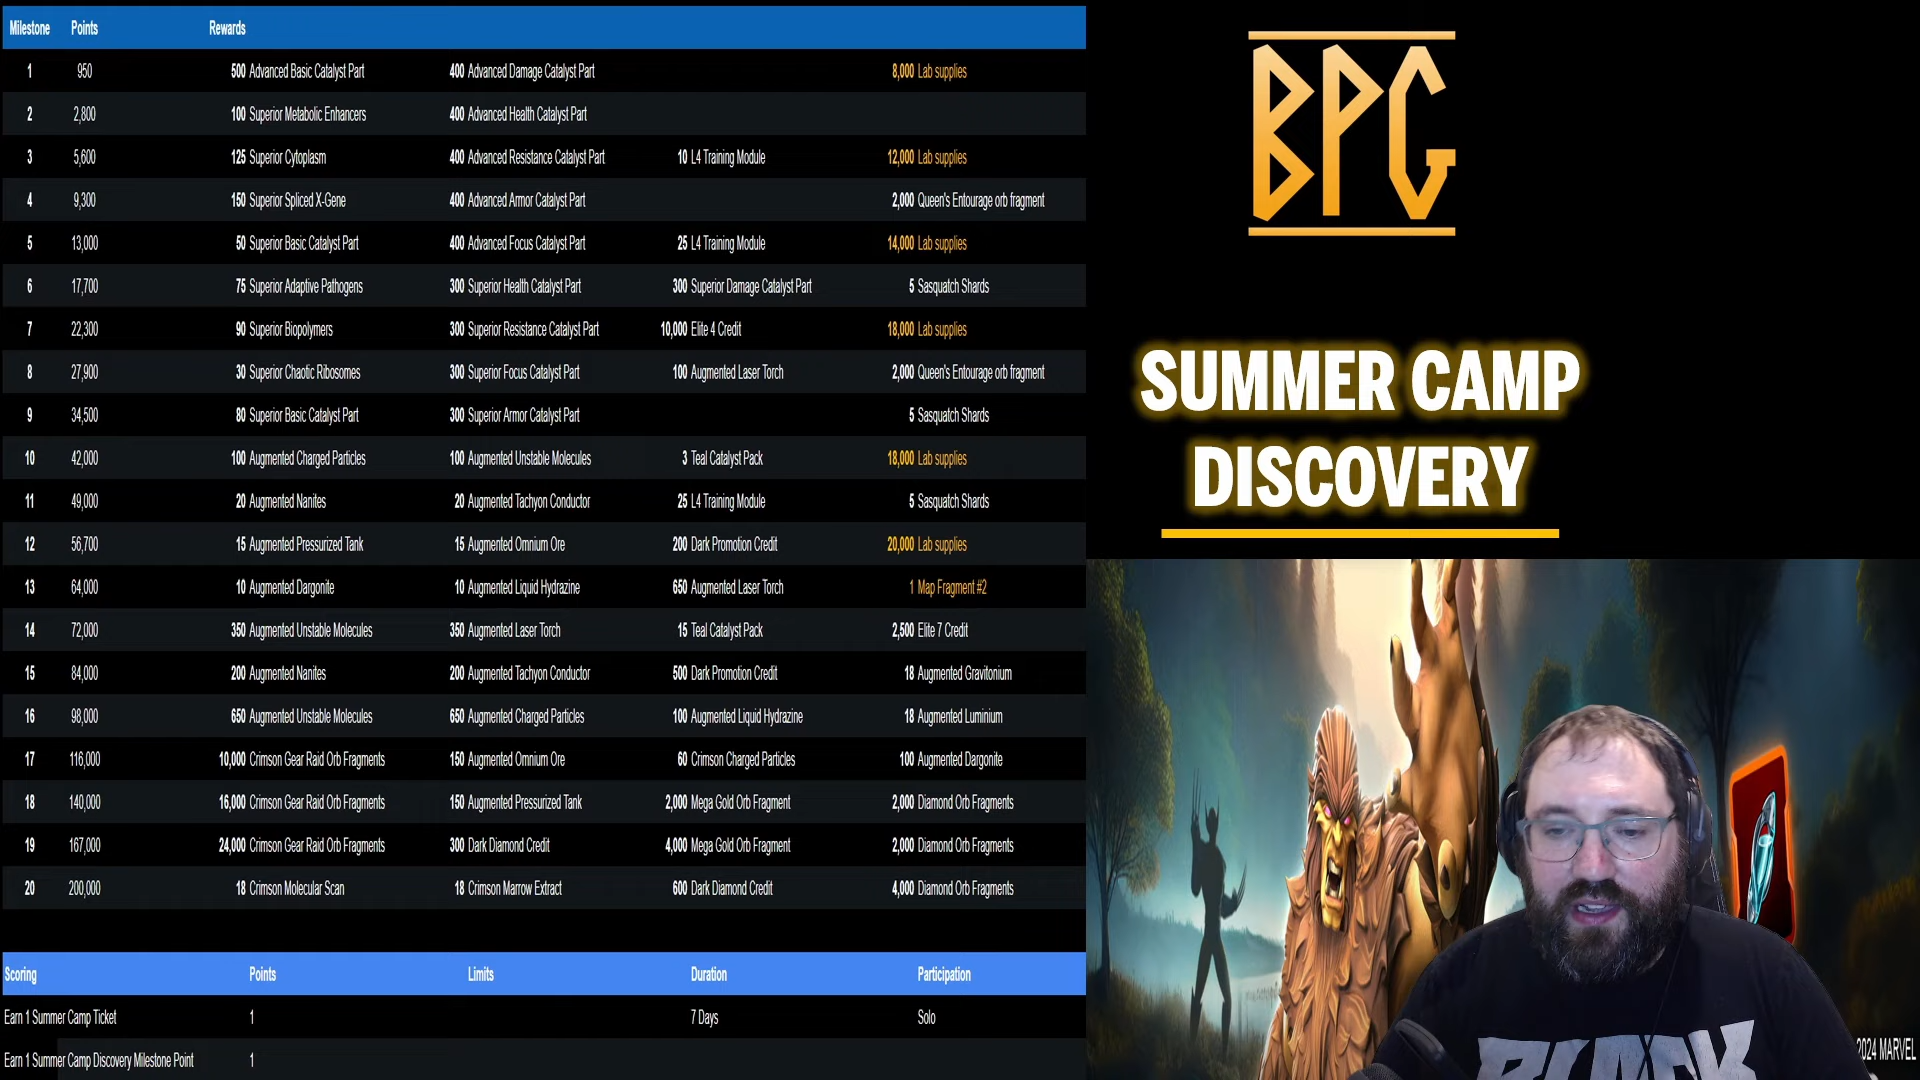 Milestone Points Rewards
1 950 500 Advanced Basic Catalyst Part 400 Advanced Damage Catalyst Part 8,000 Lab supplies
2 2,800 100 Superior Metabolic Enhancers 400 Advanced Health Catalyst Part
3 5,600 125 Superior Cytoplasm 400 Advanced Resistance Catalyst Part 10 L4 Training Module 12,000 Lab supplies
4 9,300 150 Superior Spliced X-Gene 400 Advanced Armor Catalyst Part 2,000 Queen's Entourage orb fragment
5 13,000 50 Superior Basic Catalyst Part 400 Advanced Focus Catalyst Part 25 L4 Training Module 14,000 Lab supplies
6 17,700 75 Superior Adaptive Pathogens 300 Superior Health Catalyst Part 300 Superior Damage Catalyst Part 5 Sasquatch Shards
7 22,300 90 Superior Biopolymers 300 Superior Resistance Catalyst Part 10,000 Elite 4 Credit 18,000 Lab supplies
8 27,900 30 Superior Chaotic Ribosomes 300 Superior Focus Catalyst Part 100 Augmented Laser Torch 2,000 Queen's Entourage orb fragment
9 34,500 80 Superior Basic Catalyst Part 300 Superior Armor Catalyst Part 5 Sasquatch Shards
10 42,000 100 Augmented Charged Particles 100 Augmented Unstable Molecules 3 Teal Catalyst Pack 18,000 Lab supplies
11 49,000 20 Augmented Nanites 20 Augmented Tachyon Conductor 25 L4 Training Module 5 Sasquatch Shards
12 56,700 15 Augmented Pressurized Tank 15 Augmented Omnium Ore 200 Dark Promotion Credit 20,000 Lab supplies
13 64,000 10 Augmented Dargonite 10 Augmented Liquid Hydrazine 650 Augmented Laser Torch 1 Map Fragment #2
14 72,000 350 Augmented Unstable Molecules 350 Augmented Laser Torch 15 Teal Catalyst Pack 2,500 Elite 7 Credit
15 84,000 200 Augmented Nanites 200 Augmented Tachyon Conductor 500 Dark Promotion Credit 18 Augmented Gravitonium
16 98,000 650 Augmented Unstable Molecules 650 Augmented Charged Particles 100 Augmented Liquid Hydrazine 18 Augmented Luminium
17 116,000 10,000 Crimson Gear Raid Orb Fragments 150 Augmented Omnium Ore 60 Crimson Charged Particles 100 Augmented Dargonite
18 140,000 16,000 Crimson Gear Raid Orb Fragments 150 Augmented Pressurized Tank 2,000 Mega Gold Orb Fragment 2,000 Diamond Orb Fragments
19 167,000 24,000 Crimson Gear Raid Orb Fragments 300 Dark Diamond Credit 4,000 Mega Gold Orb Fragment 2,000 Diamond Orb Fragments
20 200,000 18 Crimson Molecular Scan 18 Crimson Marrow Extract 600 Dark Diamond Credit 4,000 Diamond Orb Fragments
Scoring Points Limits Duration Participation
Earn 1 Summer Camp Ticket 1 7 Days Solo
Earn 1 Summer Camp Discovery Milestone Point 1
BPG
SUMMER CAMP
DISCOVERY
BLACK
2024 MARVEL